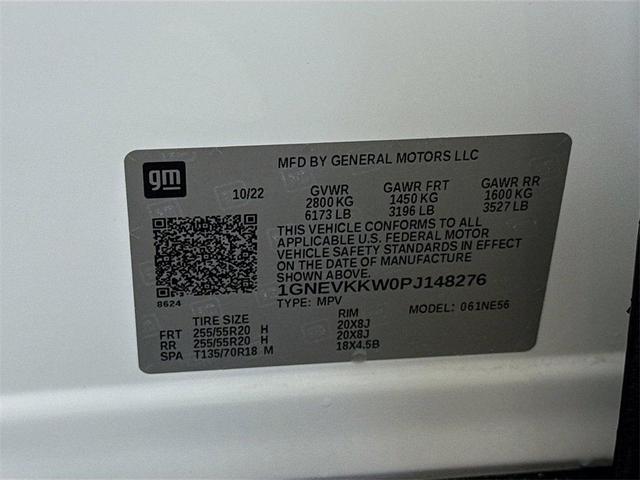 MFD BY GENERAL MOTORS LLC
gm
10/22 GVWR GAWR FRT GAWR RR
2800 KG 1450 KG 1600 KG
6173 LB 3196 LB 3527 LB
THIS VEHICLE CONFORMS TO ALL
APPLICABLE U.S. FEDERAL MOTOR
VEHICLE SAFETY STANDARDS IN EFFECT
ON THE DATE OF MANUFACTURE
SHOWN ABOVE.
8624
1GNEVKKW0PJ148276
TYPE: MPV MODEL: 061NE56
TIRE SIZE RIM
FRT 255/55R20 H 20X8J
RR 255/55R20 H 20X8J
SPA T135/70R18 M 18X4.5B